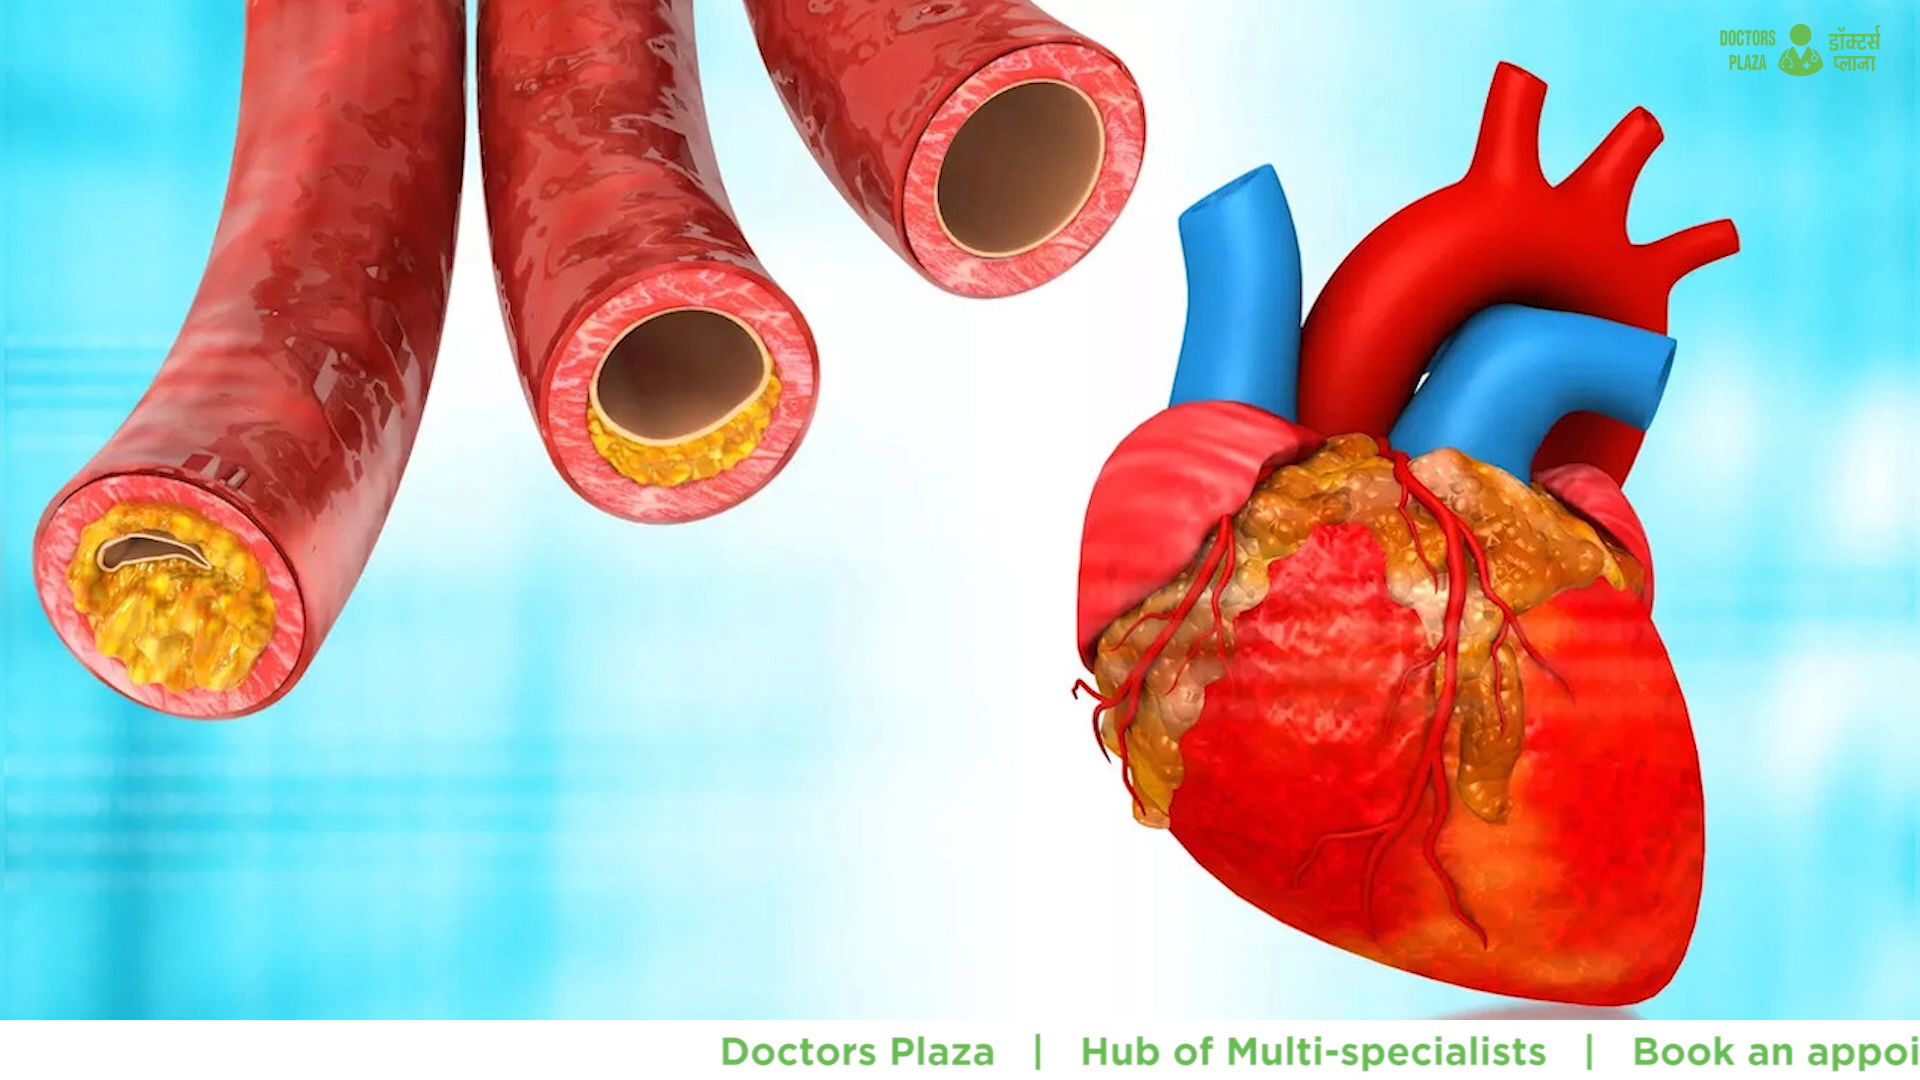 DOCTORS
PLAZA
डॉक्टर्स
प्लाजा
Doctors Plaza | Hub of Multi-specialists | Book an appoi